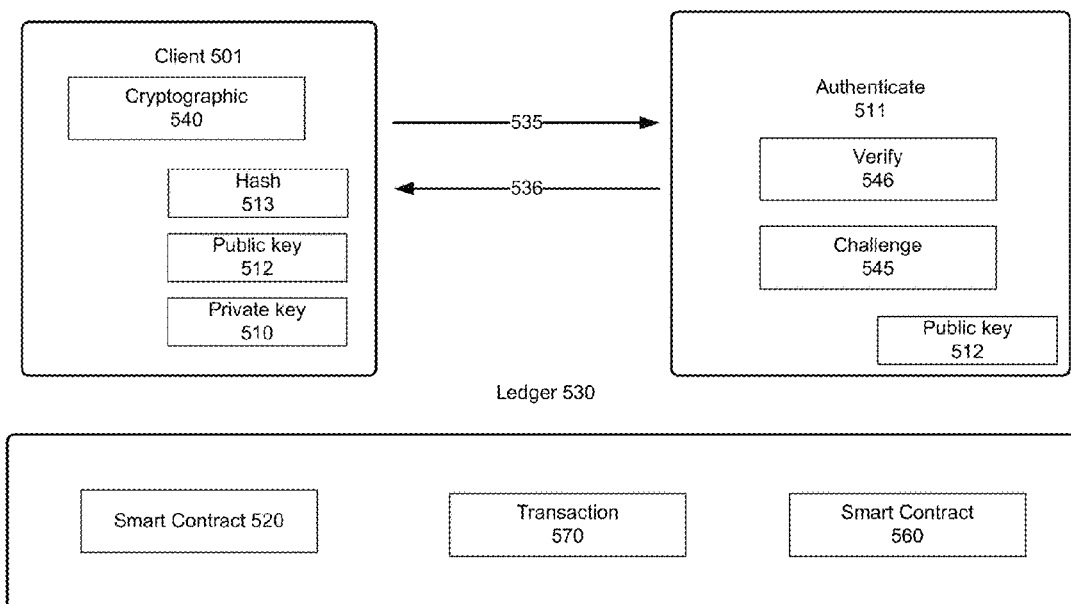 Client 501
Cryptographic
540
Hash
513
Public key
512
Private key
510
535
536
Authenticate
511
Verify
546
Challenge
545
Public key
512
Ledger 530
Smart Contract 520
Transaction
570
Smart Contract
560